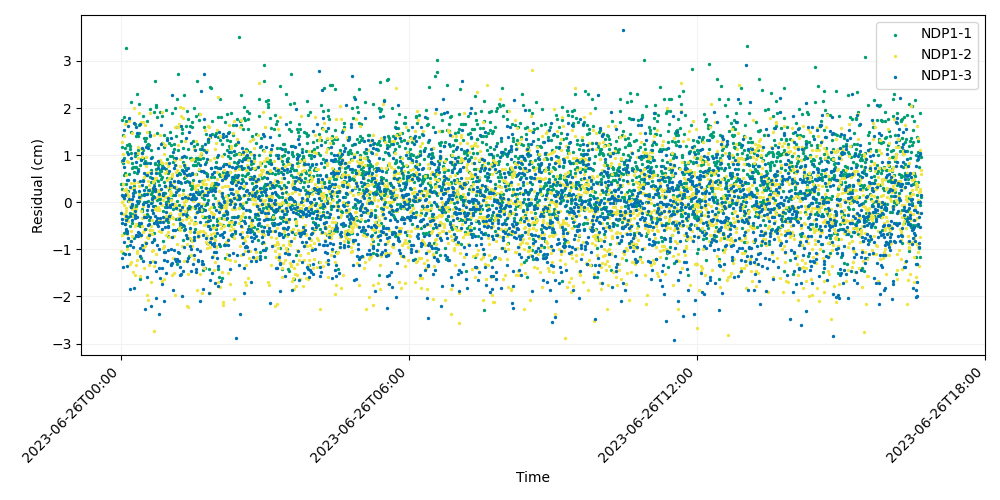 NDP1-1
NDP1-2
NDP1-3
Residual (cm)
3
2
1
0
−1
−2
−3
2023-06-26T00:00
2023-06-26T06:00
2023-06-26T12:00
2023-06-26T18:00
Time